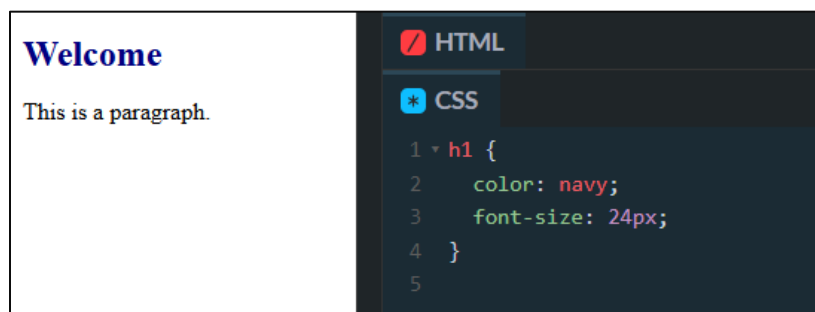 Welcome
This is a paragraph.
/ HTML
* CSS
1 h1 {
2 color: navy;
3 font-size: 24px;
4 }
5